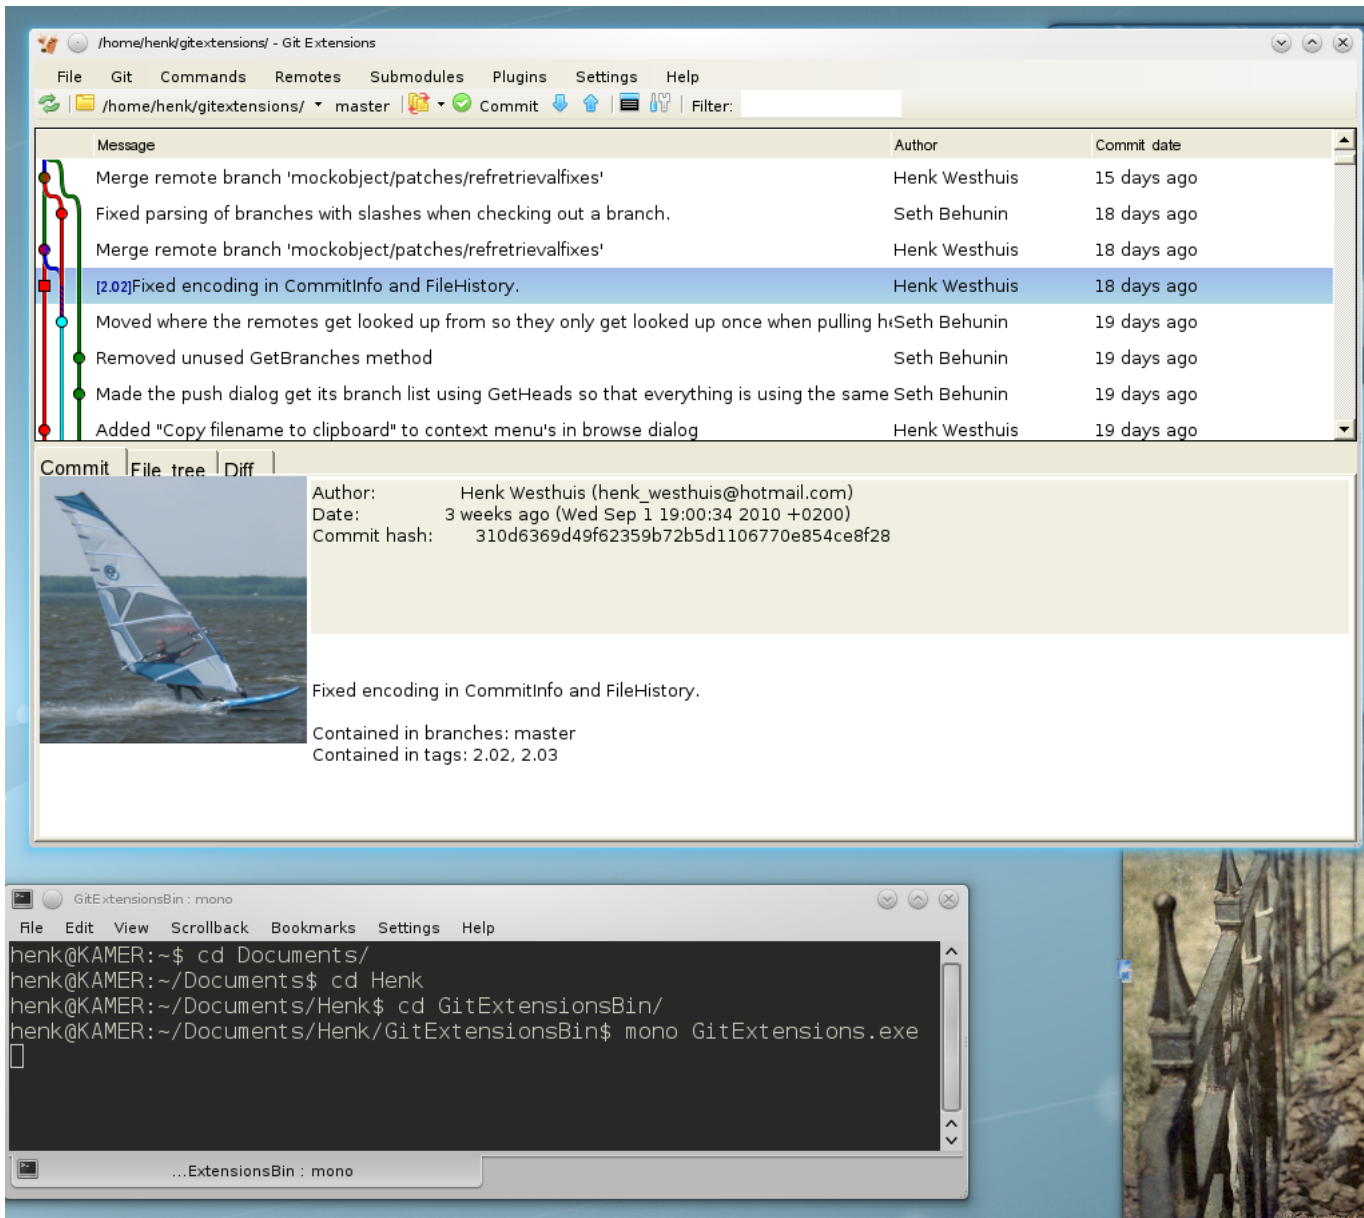 /home/henk/gitextensions/ - Git Extensions
File Git Commands Remotes Submodules Plugins Settings Help
/home/henk/gitextensions/ master Commit Filter:
Message Author Commit date
Merge remote branch 'mockobject/patches/refretrievalfixes' Henk Westhuis 15 days ago
Fixed parsing of branches with slashes when checking out a branch. Seth Behunin 18 days ago
Merge remote branch 'mockobject/patches/refretrievalfixes' Henk Westhuis 18 days ago
[2.02]Fixed encoding in CommitInfo and FileHistory. Henk Westhuis 18 days ago
Moved where the remotes get looked up from so they only get looked up once when pulling he Seth Behunin 19 days ago
Removed unused GetBranches method Seth Behunin 19 days ago
Made the push dialog get its branch list using GetHeads so that everything is using the same Seth Behunin 19 days ago
Added "Copy filename to clipboard" to context menu's in browse dialog Henk Westhuis 19 days ago
Commit File tree Diff
Author: Henk Westhuis (henk_westhuis@hotmail.com)
Date: 3 weeks ago (Wed Sep 1 19:00:34 2010 +0200)
Commit hash: 310d6369d49f62359b72b5d1106770e854ce8f28
Fixed encoding in CommitInfo and FileHistory.
Contained in branches: master
Contained in tags: 2.02, 2.03
GitExtensionsBin : mono
File Edit View Scrollback Bookmarks Settings Help
henk@KAMER:~$ cd Documents/
henk@KAMER:~/Documents$ cd Henk
henk@KAMER:~/Documents/Henk$ cd GitExtensionsBin/
henk@KAMER:~/Documents/Henk/GitExtensionsBin$ mono GitExtensions.exe
...ExtensionsBin : mono